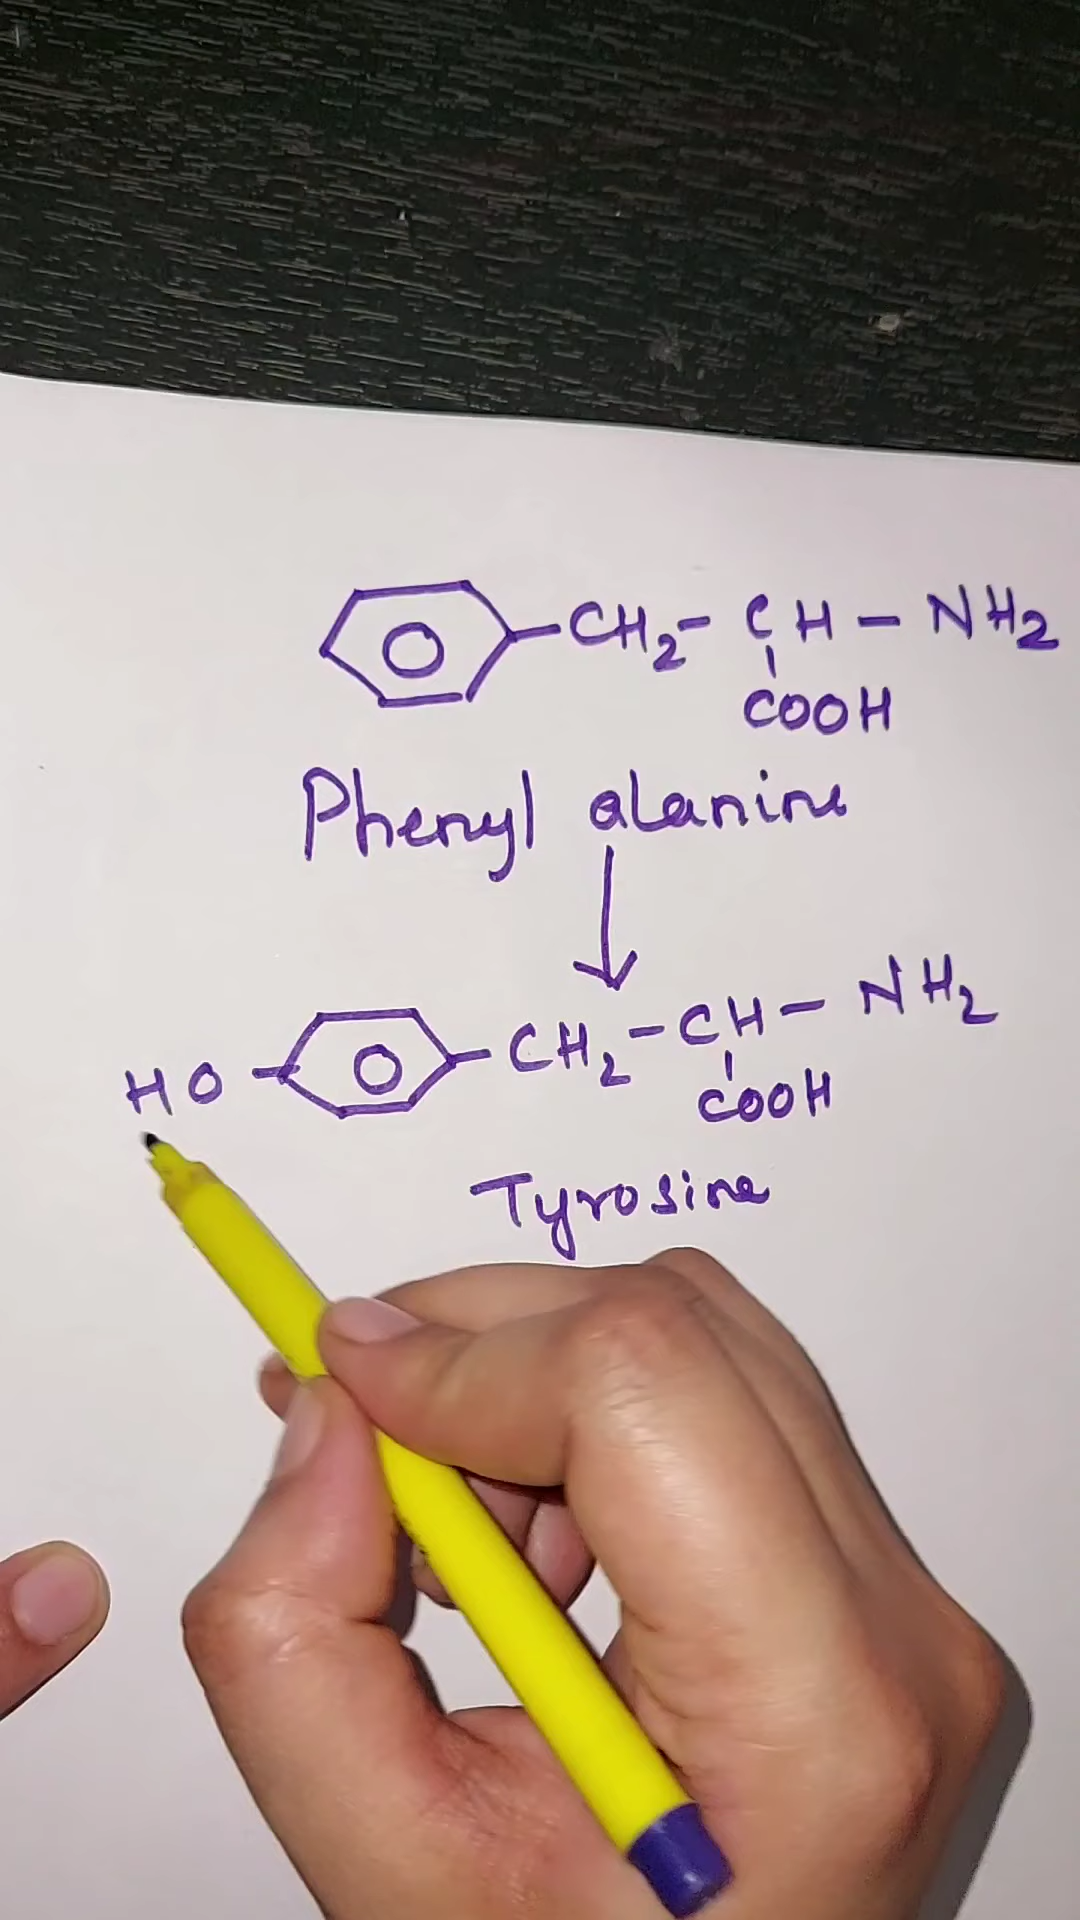 CH2 - CH - NH2
COOH
Phenyl alanine
HO - CH2 - CH - NH2
COOH
Tyrosine